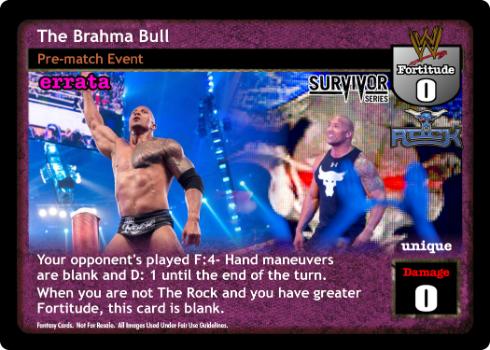 The Brahma Bull
Pre-match Event
errata
SURVIVOR
SERIES
W
Fortitude
0
ROCK
unique
Your opponent's played F:4- Hand maneuvers
are blank and D: 1 until the end of the turn.
When you are not The Rock and you have greater
Fortitude, this card is blank.
Damage
0
Fantasy Cards. Not For Resale. All Images Used Under Fair Use Guidelines.